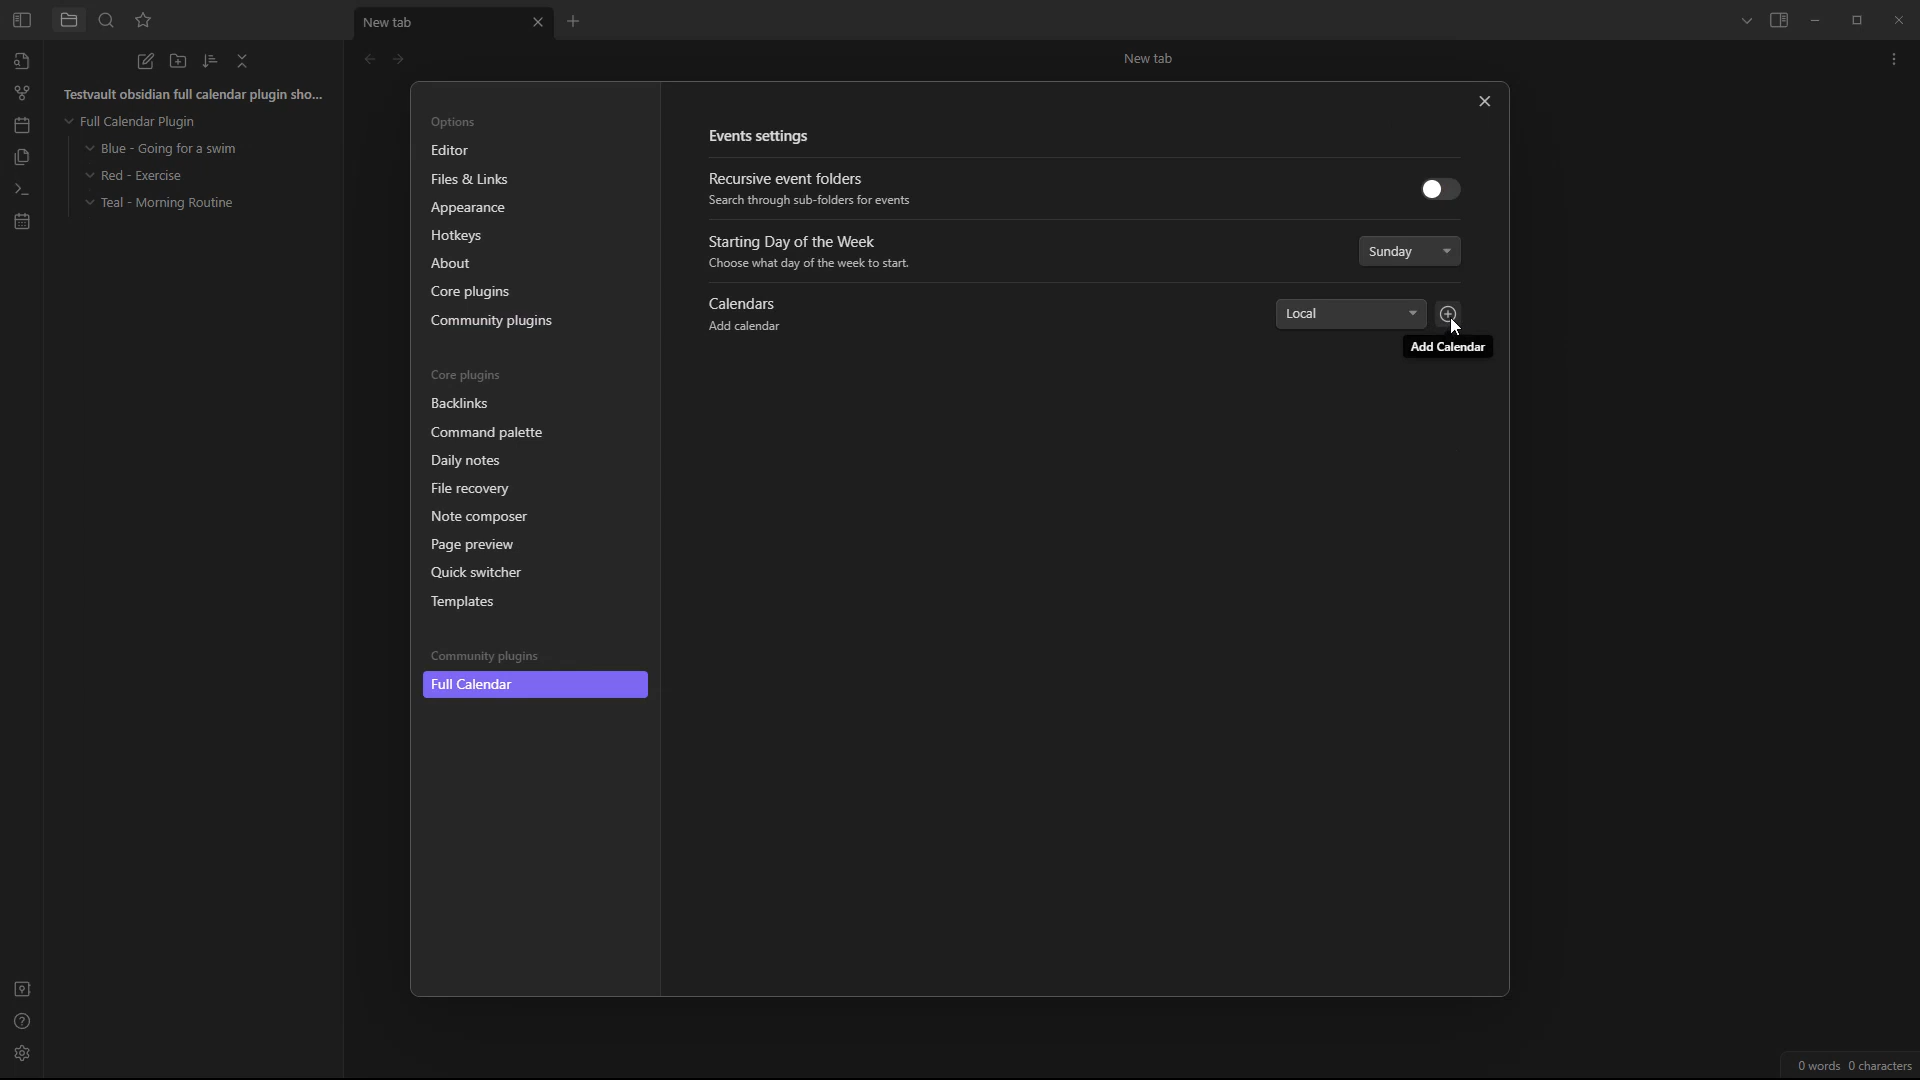 New tab
New tab
Testvault obsidian full calendar plugin sho...
Full Calendar Plugin
Blue - Going for a swim
Red - Exercise
Teal - Morning Routine
Options
Editor
Files & Links
Appearance
Hotkeys
About
Core plugins
Community plugins
Core plugins
Backlinks
Command palette
Daily notes
File recovery
Note composer
Page preview
Quick switcher
Templates
Community plugins
Full Calendar
Events settings
Recursive event folders
Search through sub-folders for events
Starting Day of the Week
Choose what day of the week to start.
Sunday
Calendars
Add calendar
Local
Add Calendar
0 words 0 characters